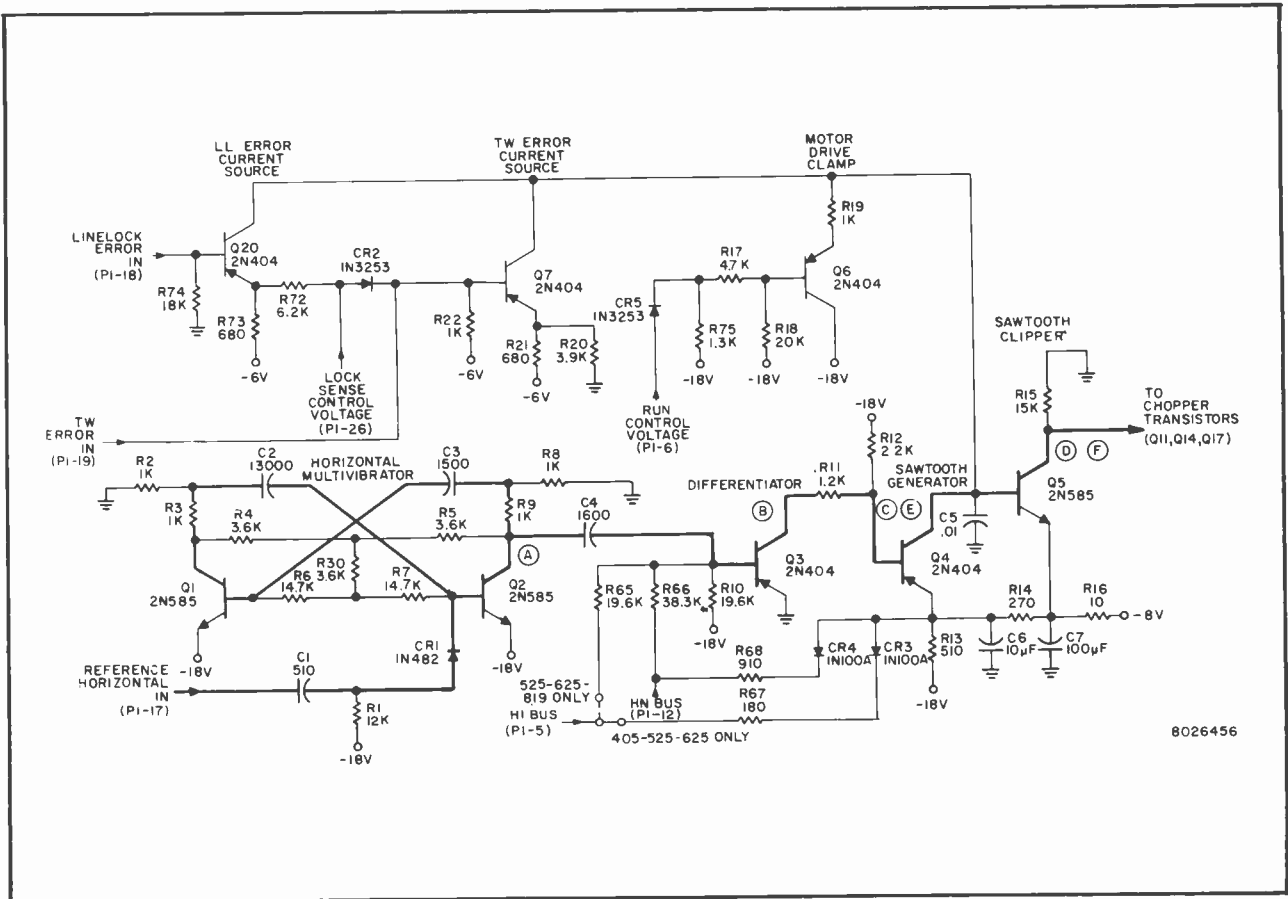 LL ERROR
CURRENT
SOURCE
TW ERROR
CURRENT
SOURCE
MOTOR
DRIVE
CLAMP
LINELOCK
ERROR
IN
(P1-18)
Q20
2N404
R74
18K
R73
680
-6V
R72
6.2K
CR2
1N3253
LOCK
SENSE
CONTROL
VOLTAGE
(P1-26)
R22
1K
Q7
2N404
R21
680
-6V
R20
3.9K
CR5
1N3253
R17
4.7K
R75
1.3K
-18V
R18
20K
-18V
R19
1K
Q6
2N404
-18V
RUN
CONTROL
VOLTAGE
(P1-6)
SAWTOOTH
CLIPPER
R15
15K
TO
CHOPPER
TRANSISTORS
(Q11,Q14,Q17)
D F
Q5
2N585
TW
ERROR
IN
(P1-19)
R2
1K
C2
13000
HORIZONTAL
MULTIVIBRATOR
C3
1500
R8
1K
R3
1K
R4
3.6K
R5
3.6K
R9
1K
A
C4
1600
R30
3.6K
R6
14.7K
R7
14.7K
Q1
2N585
-18V
Q2
2N585
-18V
CR1
1N482
REFERENCE
HORIZONTAL
IN
(P1-17)
C1
510
R1
12K
-18V
DIFFERENTIATOR
B
R11
1.2K
-18V
R12
2.2K
SAWTOOTH
GENERATOR
C E
Q3
2N404
Q4
2N404
C5
.01
R65
19.6K
R66
38.3K
R10
19.6K
-18V
R68
910
CR4
1N100A
CR3
1N100A
R13
510
-18V
C6
10μF
R14
270
C7
100μF
R16
10
-8V
525-625-
819 ONLY
HI BUS
(P1-5)
HN BUS
(P1-12)
R67
180
405-525-625 ONLY
8026456